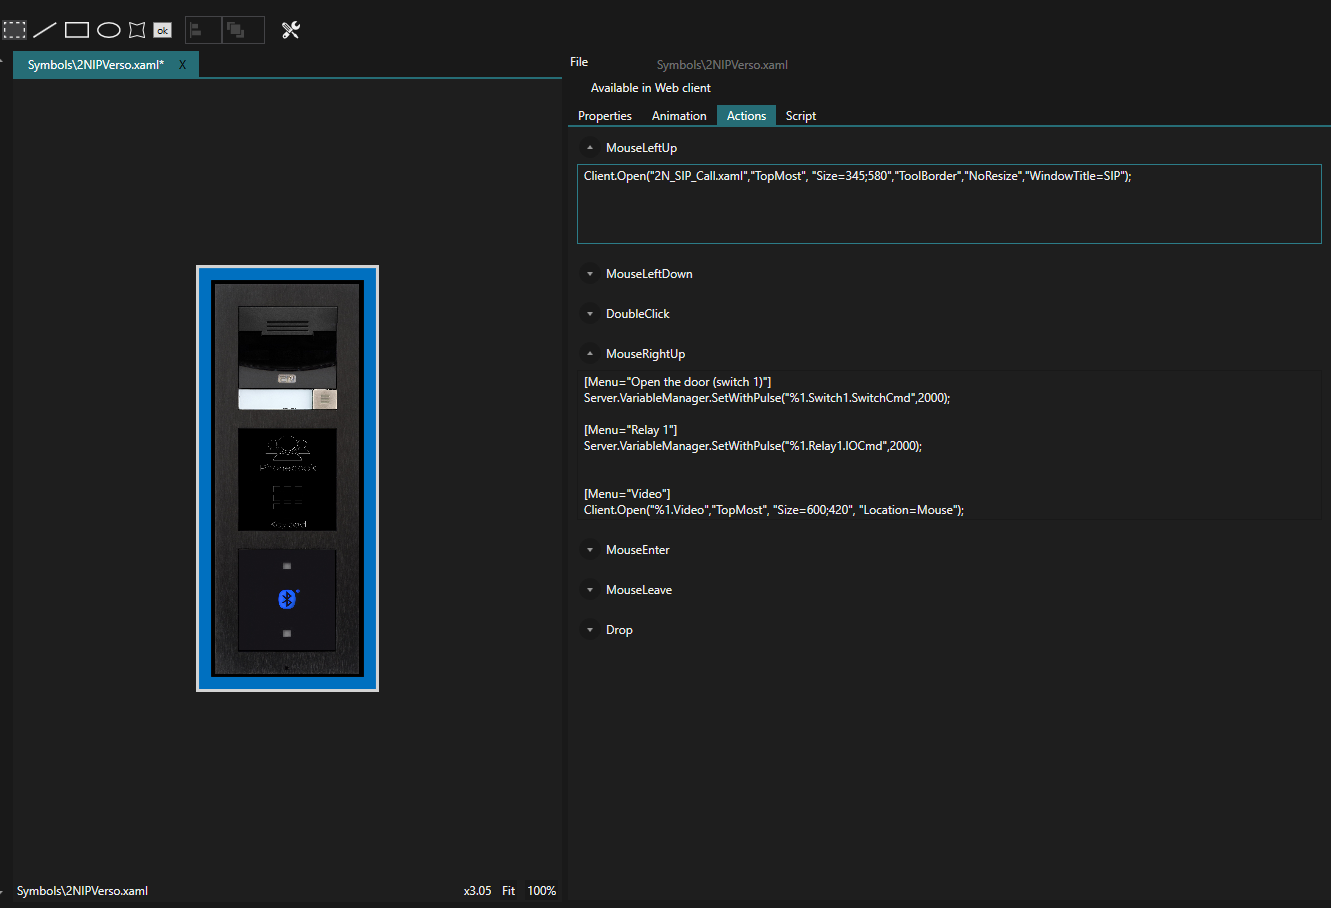 ok
Symbols\2NIPVerso.xaml* X
File
Symbols\2NIPVerso.xaml
Available in Web client
Properties Animation Actions Script
MouseLeftUp
Client.Open("2N_SIP_Call.xaml","TopMost", "Size=345;580","ToolBorder","NoResize","WindowTitle=SIP");
MouseLeftDown
DoubleClick
MouseRightUp
[Menu="Open the door (switch 1)"]
Server.VariableManager.SetWithPulse("%1.Switch1.SwitchCmd",2000);
[Menu="Relay 1"]
Server.VariableManager.SetWithPulse("%1.Relay1.IOCmd",2000);
[Menu="Video"]
Client.Open("%1.Video","TopMost", "Size=600;420", "Location=Mouse");
MouseEnter
MouseLeave
Drop
Symbols\2NIPVerso.xaml
x3.05 Fit 100%